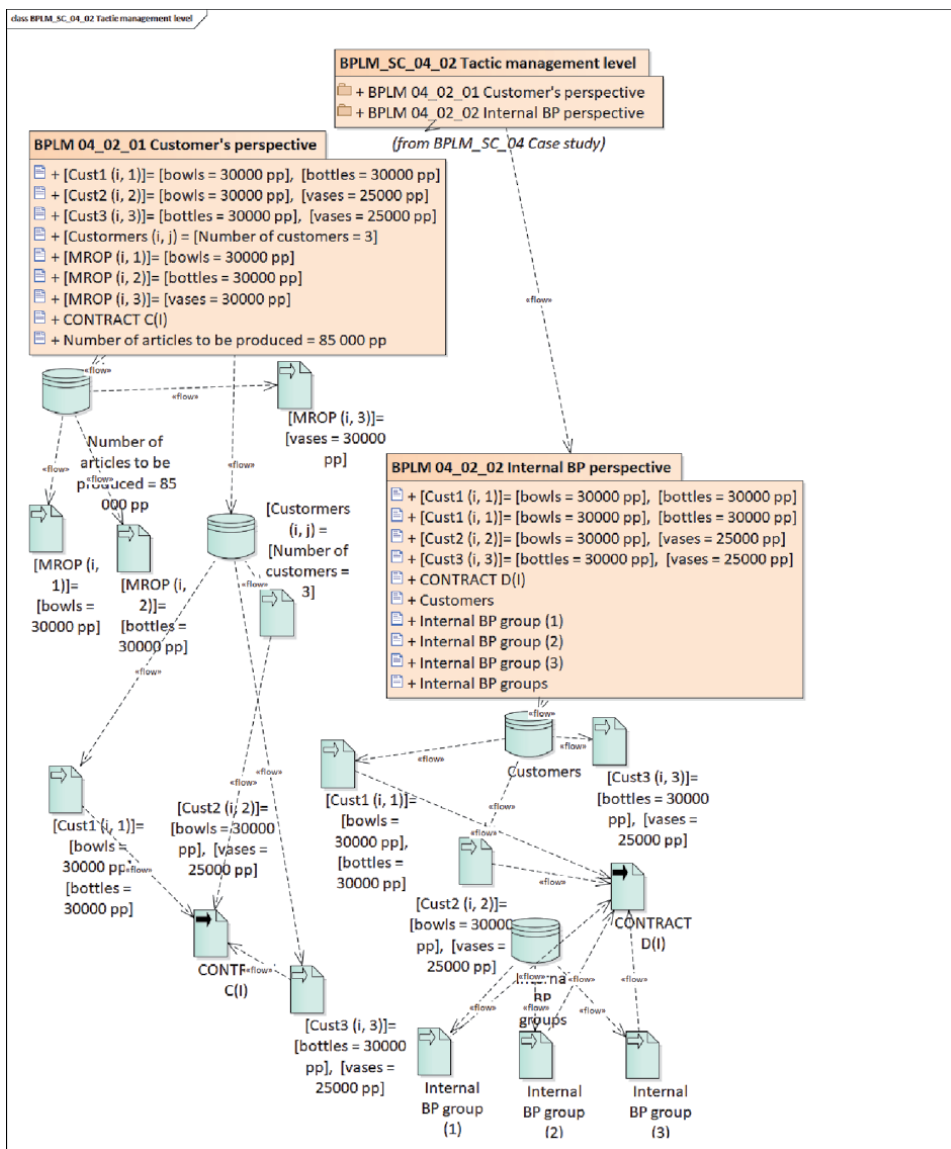 class BPLM_SC_04_02 Tactic management level
BPLM_SC_04_02 Tactic management level
+ BPLM 04_02_01 Customer's perspective
+ BPLM 04_02_02 Internal BP perspective
(from BPLM_SC_04 Case study)
BPLM 04_02_01 Customer's perspective
+ [Cust1 (i, 1)]= [bowls = 30000 pp], [bottles = 30000 pp]
+ [Cust2 (i, 2)]= [bowls = 30000 pp], [vases = 25000 pp]
+ [Cust3 (i, 3)]= [bottles = 30000 pp], [vases = 25000 pp]
+ [Custormers (i, j) = [Number of customers = 3]
+ [MROP (i, 1)]= [bowls = 30000 pp]
+ [MROP (i, 2)]= [bottles = 30000 pp]
+ [MROP (i, 3)]= [vases = 30000 pp]
+ CONTRACT C(I)
+ Number of articles to be produced = 85 000 pp
«flow»
«flow»
«flow»
[MROP (i, 3)]=
[vases = 30000
pp]
Number of
articles to be
produced = 85
000 pp
«flow»
«flow»
«flow»
[MROP (i,
1)]=
[bowls =
30000 pp]
[MROP (i,
2)]=
[bottles =
30000 pp]
[Custormers
(i, j) =
[Number of
customers =
3]
«flow»
«flow»
«flow»
«flow»
[Cust1 (i, 1)]=
[bowls =
30000 pp]
[bottles =
30000 pp]
«flow»
[Cust2 (i, 2)]=
[bowls = 30000
pp], [vases =
25000 pp]
C(I)
«flow»
[Cust3 (i, 3)]=
[bottles = 30000
pp], [vases =
25000 pp]
«flow»
BPLM 04_02_02 Internal BP perspective
+ [Cust1 (i, 1)]= [bowls = 30000 pp], [bottles = 30000 pp]
+ [Cust1 (i, 1)]= [bowls = 30000 pp], [bottles = 30000 pp]
+ [Cust2 (i, 2)]= [bowls = 30000 pp], [vases = 25000 pp]
+ [Cust3 (i, 3)]= [bottles = 30000 pp], [vases = 25000 pp]
+ CONTRACT D(I)
+ Customers
+ Internal BP group (1)
+ Internal BP group (2)
+ Internal BP group (3)
+ Internal BP groups
«flow»
Customers
«flow»
«flow»
«flow»
[Cust1 (i, 1)]=
[bowls =
30000 pp],
[bottles =
30000 pp]
[Cust3 (i, 3)]=
[bottles = 30000
pp], [vases =
25000 pp]
«flow»
[Cust2 (i, 2)]=
[bowls = 30000
pp], [vases =
25000 pp]
CONTRACT
D(I)
BP
groups
«flow»
«flow»
«flow»
«flow»
«flow»
«flow»
«flow»
Internal
BP group
(1)
Internal
BP group
(2)
Internal
BP group
(3)